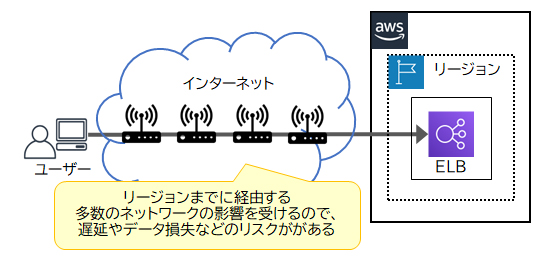 aws
リージョン
インターネット
ELB
ユーザー
リージョンまでに経由する
多数のネットワークの影響を受けるので、
遅延やデータ損失などのリスクががある